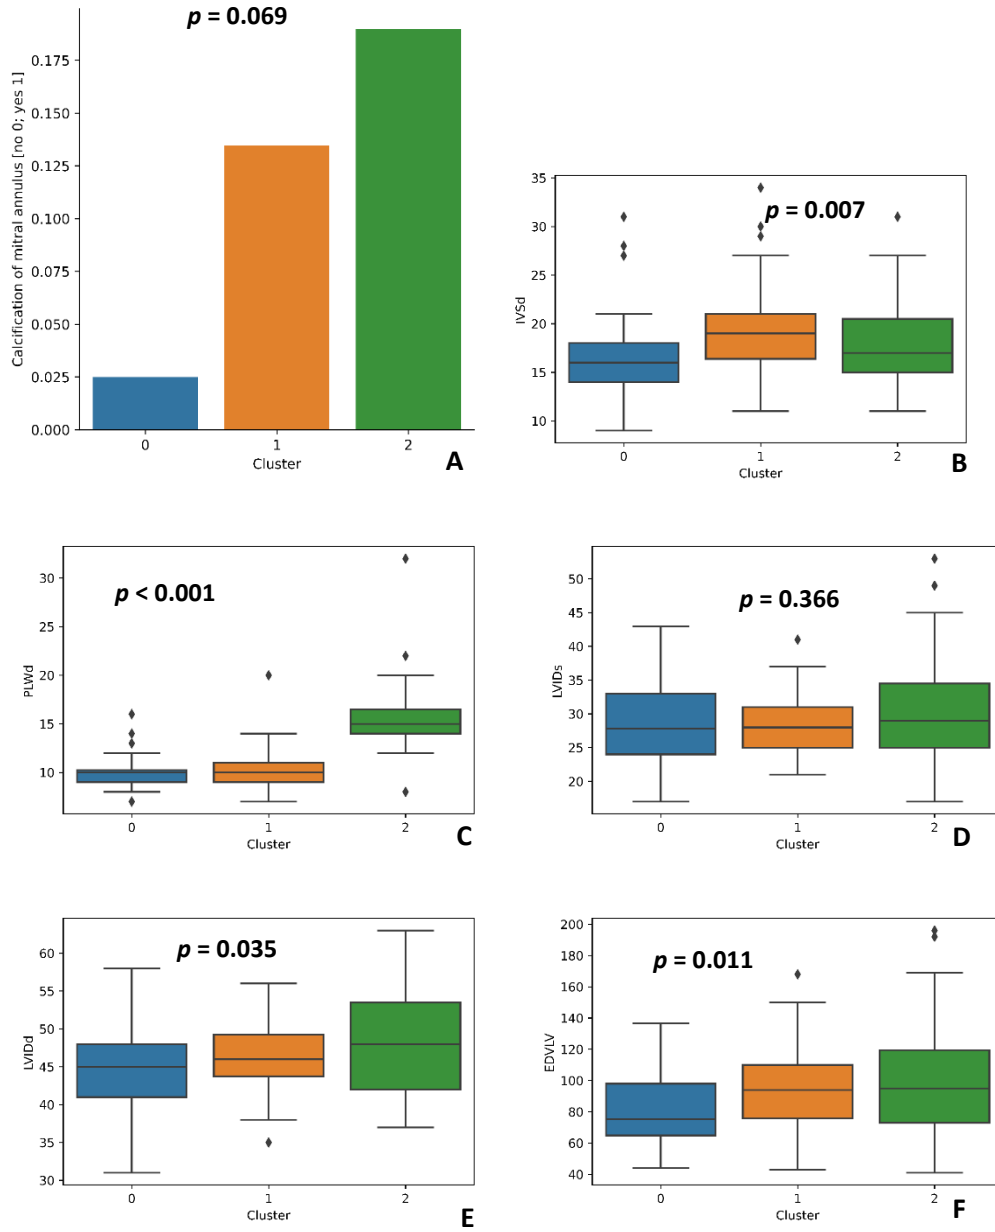 p = 0.069
0.175
0.150
0.125
0.100
0.075
0.050
0.025
0.000
Calcification of mitral annulus [no 0; yes 1]
0 1 2
Cluster
A
p = 0.007
35
30
25
20
15
10
IVSd
0 1 2
Cluster
B
p < 0.001
30
25
20
15
10
PLWd
0 1 2
Cluster
C
p = 0.366
50
45
40
35
30
25
20
LVIDs
0 1 2
Cluster
D
p = 0.035
60
55
50
45
40
35
30
LVIDd
0 1 2
Cluster
E
p = 0.011
200
180
160
140
120
100
80
60
40
EDVLV
0 1 2
Cluster
F